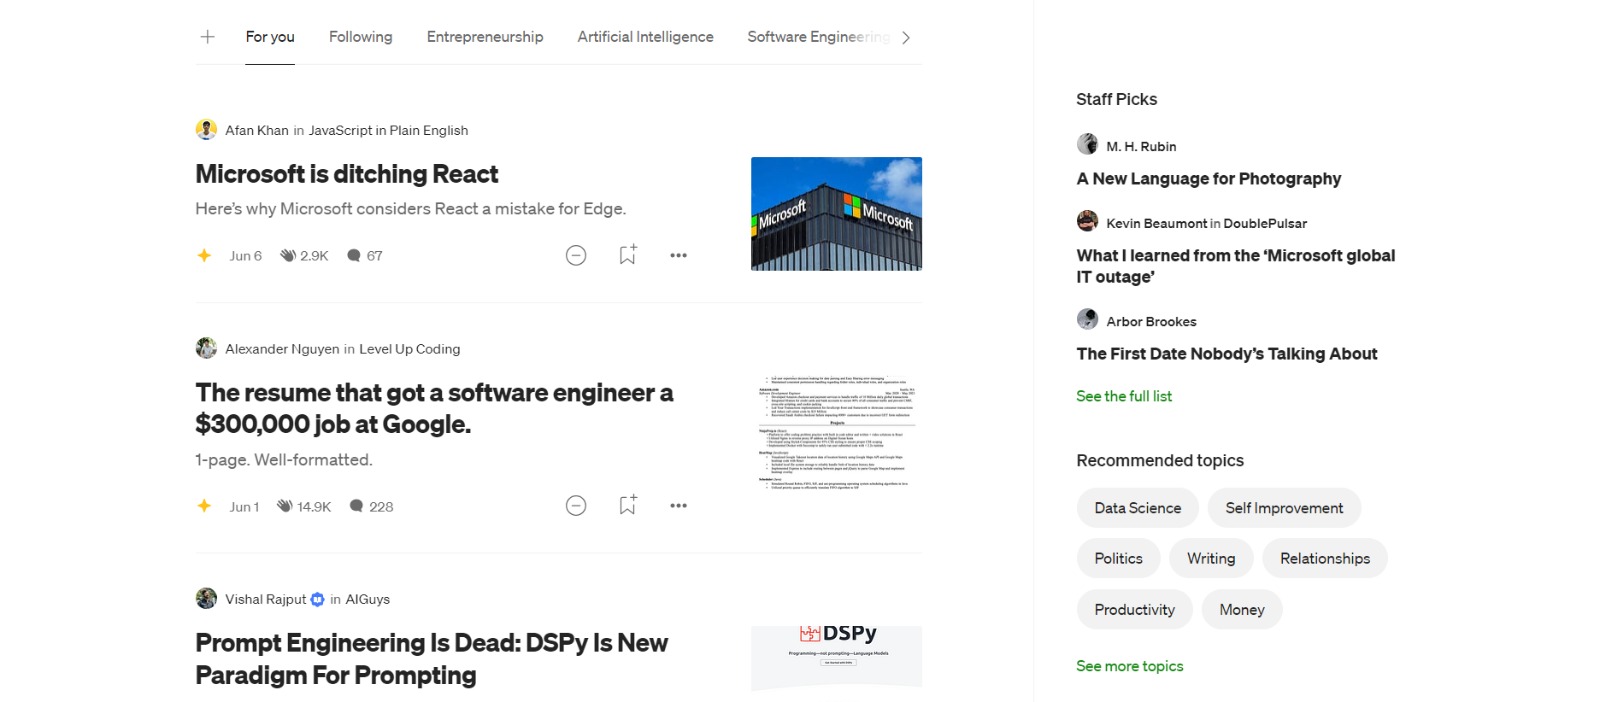 For you
Following
Entrepreneurship
Artificial Intelligence
Software Engineering
Afan Khan in JavaScript in Plain English
Microsoft is ditching React
Here's why Microsoft considers React a mistake for Edge.
Jun 6 2.9K 67
Microsoft
Microsoft
Alexander Nguyen in Level Up Coding
The resume that got a software engineer a
$300,000 job at Google.
1-page. Well-formatted.
Jun 1 14.9K 228
Projects
Vishal Rajput in AIGuys
Prompt Engineering Is Dead: DSPy Is New
Paradigm For Prompting
DSPy
Programming—not prompting—Language Models
Staff Picks
M. H. Rubin
A New Language for Photography
Kevin Beaumont in DoublePulsar
What I learned from the ‘Microsoft global
IT outage’
Arbor Brookes
The First Date Nobody’s Talking About
See the full list
Recommended topics
Data Science
Self Improvement
Politics
Writing
Relationships
Productivity
Money
See more topics